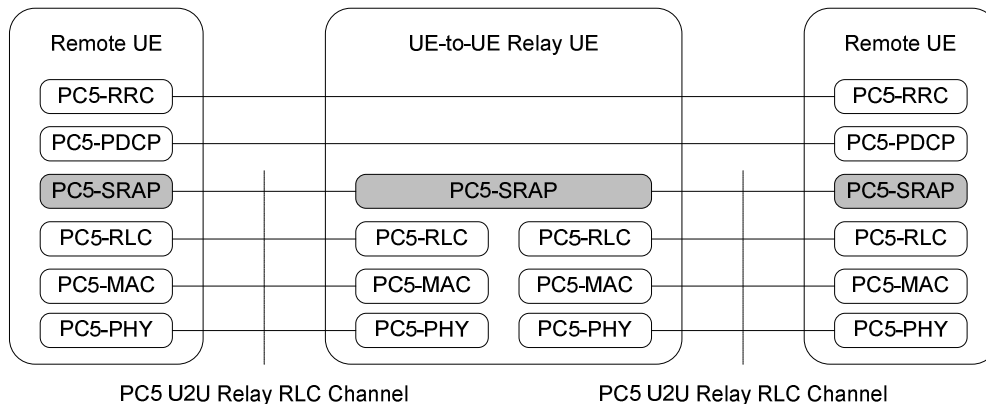 Remote UE UE-to-UE Relay UE Remote UE
PC5-RRC PC5-RRC
PC5-PDCP PC5-PDCP
PC5-SRAP PC5-SRAP PC5-SRAP
PC5-RLC PC5-RLC PC5-RLC PC5-RLC
PC5-MAC PC5-MAC PC5-MAC PC5-MAC
PC5-PHY PC5-PHY PC5-PHY PC5-PHY
PC5 U2U Relay RLC Channel PC5 U2U Relay RLC Channel